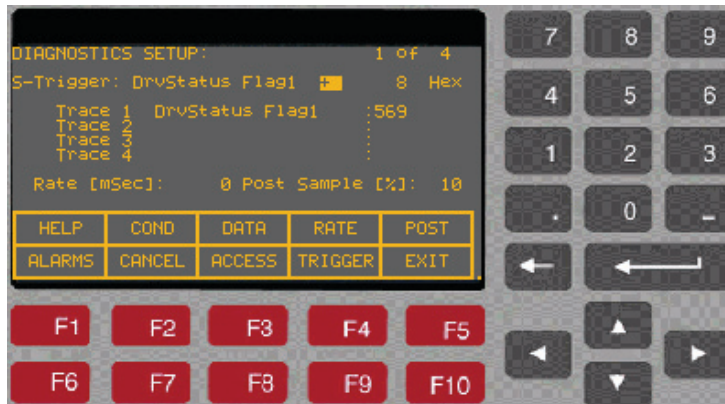 DIAGNOSTICS SETUP: 1 of 4
S-Trigger: DrvStatus Flag1 + 8 Hex
Trace 1 DrvStatus Flag1 :569
Trace 2 :
Trace 3 :
Trace 4 :
Rate [mSec]: 0 Post Sample [%]: 10
HELP COND DATA RATE POST
ALARMS CANCEL ACCESS TRIGGER EXIT
F1 F2 F3 F4 F5
F6 F7 F8 F9 F10
7 8 9
4 5 6
1 2 3
. 0 –